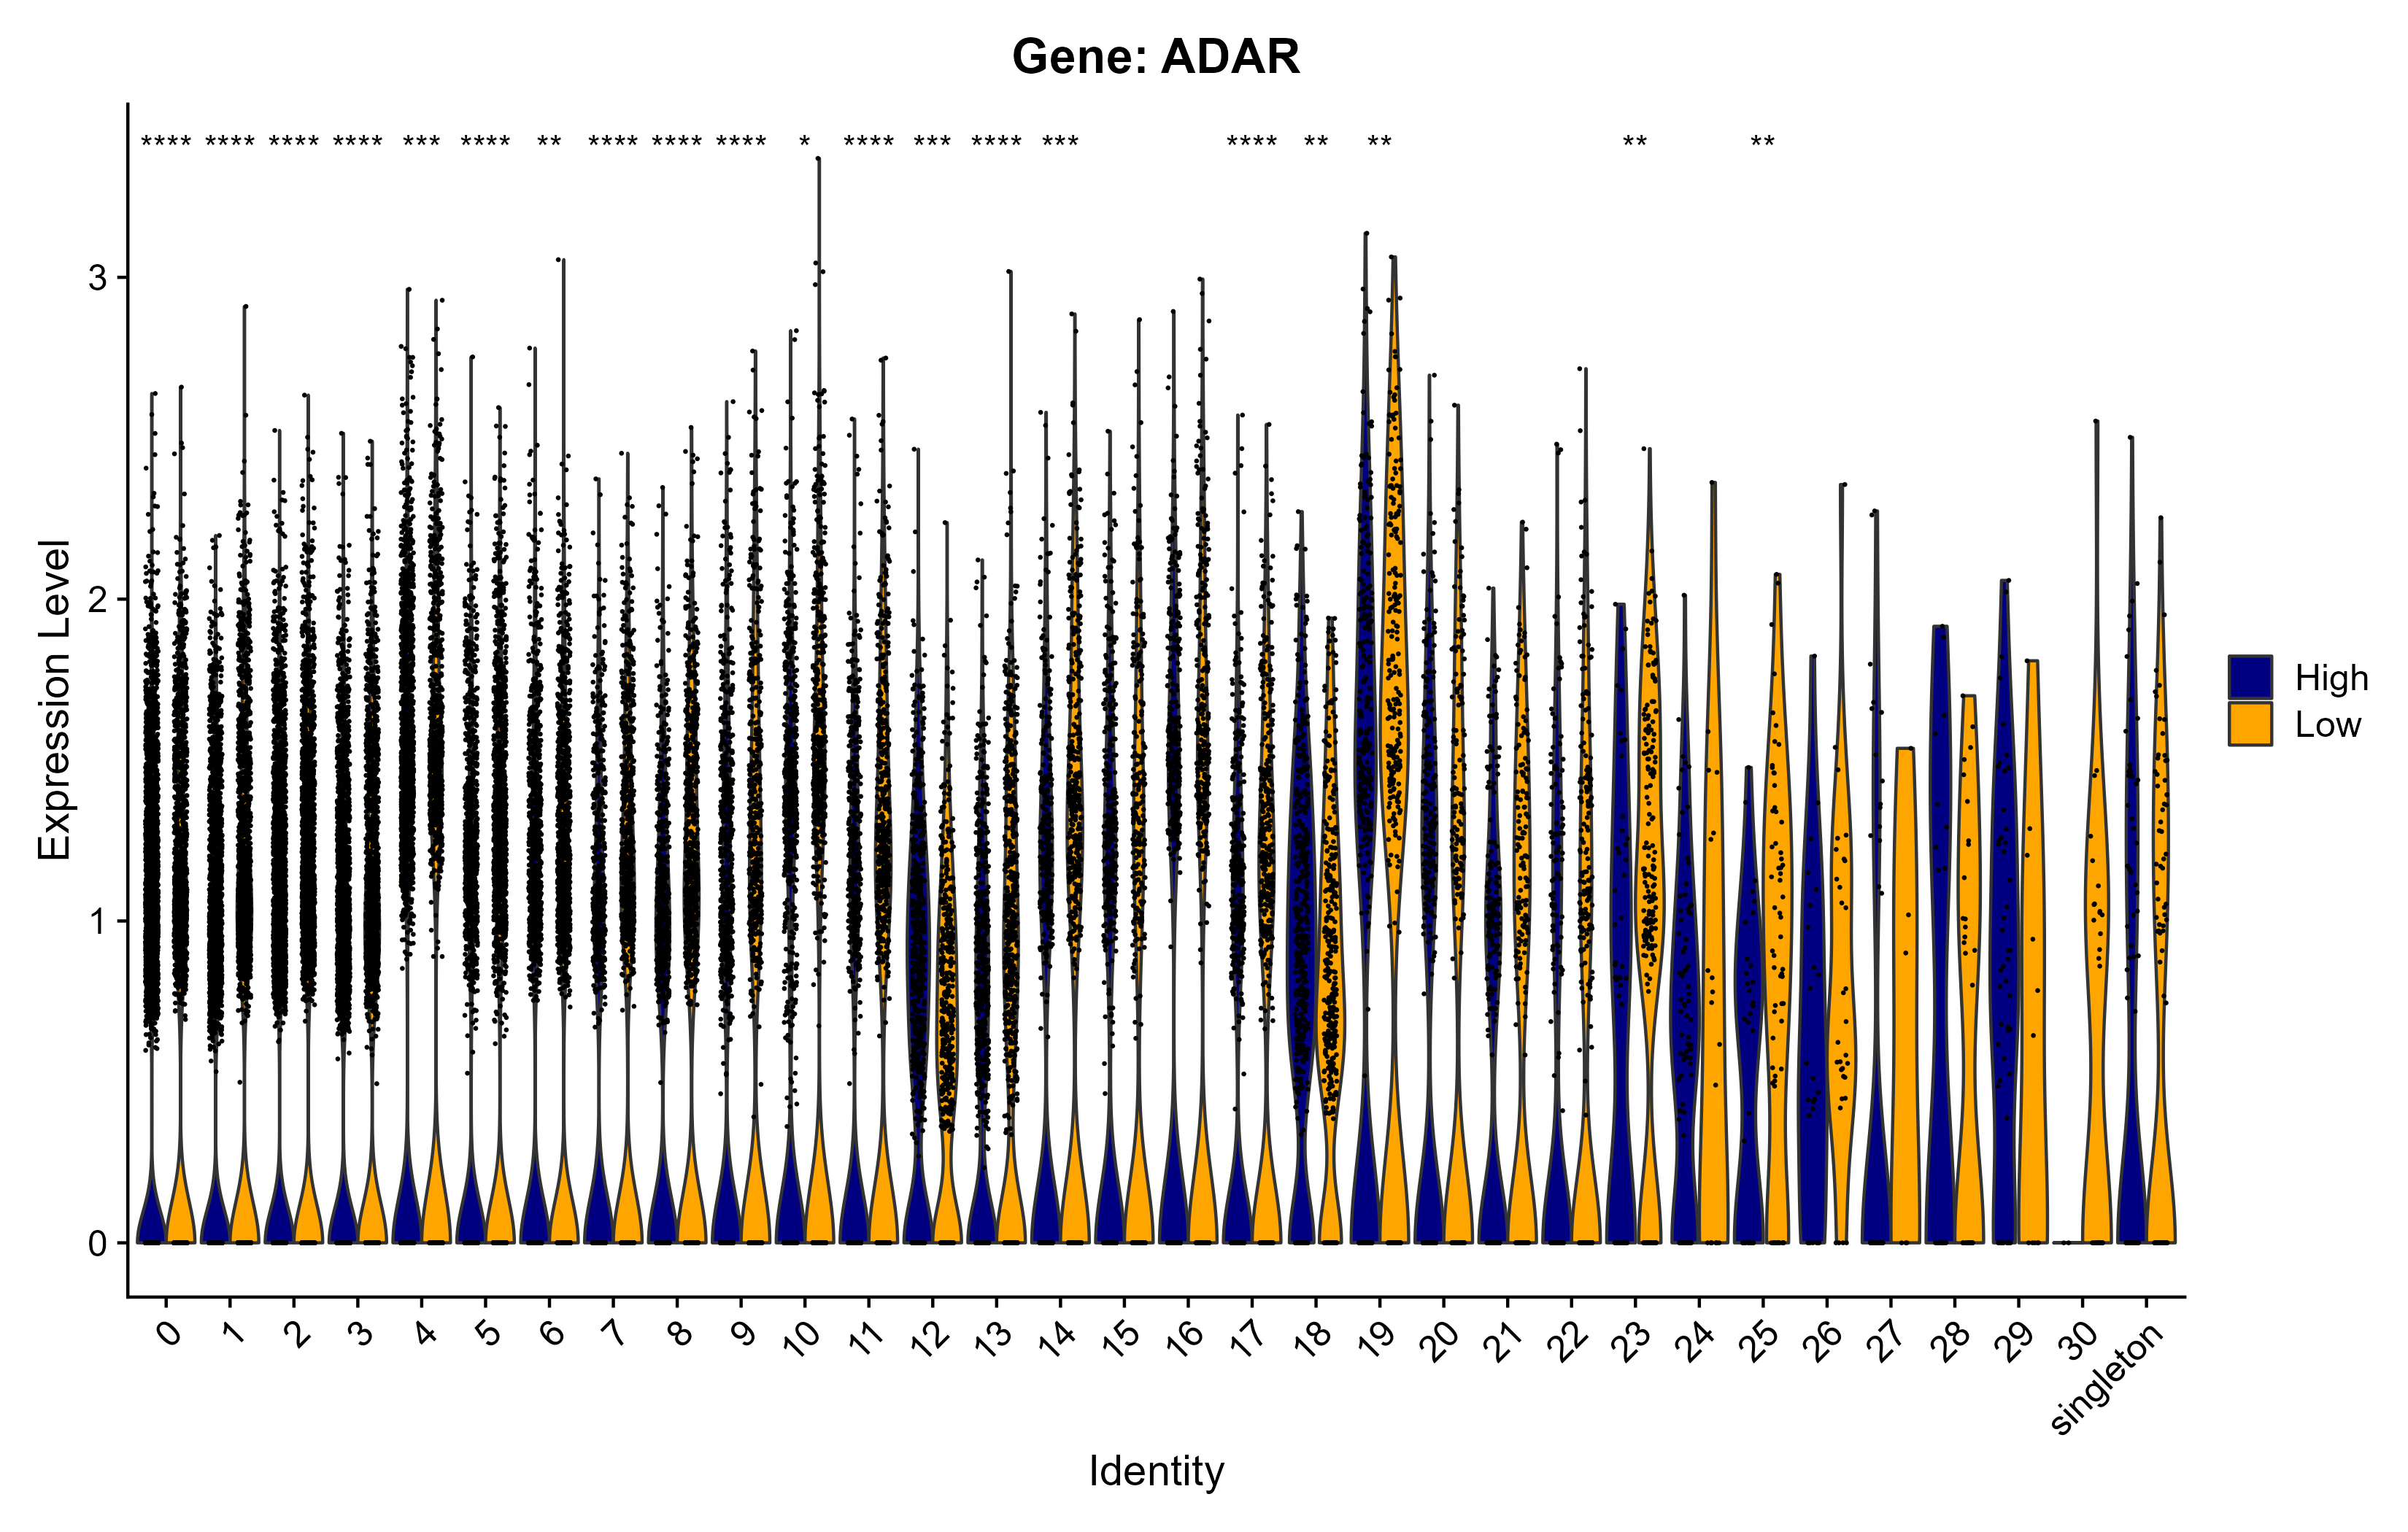 Gene: ADAR
**** **** **** **** *** **** ** **** **** **** * **** *** **** *** **** ** ** ** **
Expression Level
3
2
1
0
0 1 2 3 4 5 6 7 8 9 10 11 12 13 14 15 16 17 18 19 20 21 22 23 24 25 26 27 28 29 30 singleton
Identity
High
Low